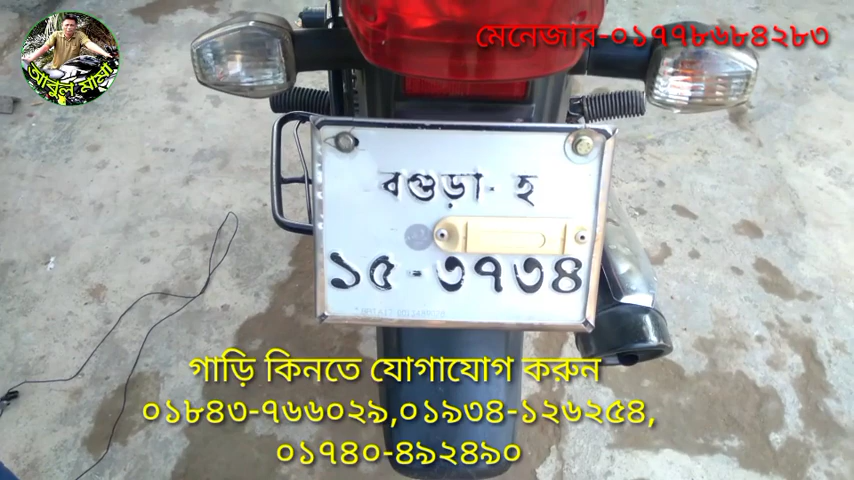 মেনেজার-০১৭৭৮৬৮৪২৮৩
আবুল মামা
বগুড়া- হ
১৫-৩৭৩৪
গাড়ি কিনতে যোগাযোগ করুন
০১৮৪৩-৭৬৬০২৯,০১৯৩৪-১২৬২৫৪,
০১৭৪০-৪৯২৪৯০